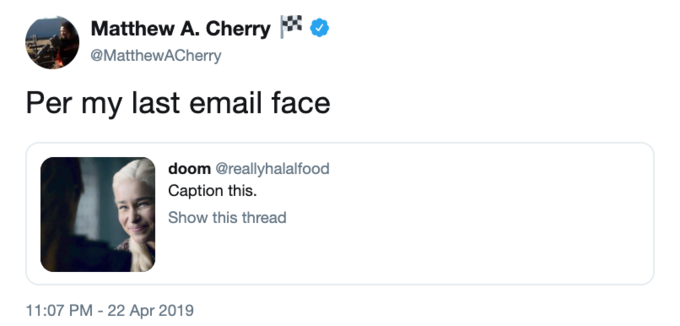 Matthew A. Cherry 🏁
@MatthewACherry
Per my last email face
doom @reallyhalalfood
Caption this.
Show this thread
11:07 PM - 22 Apr 2019